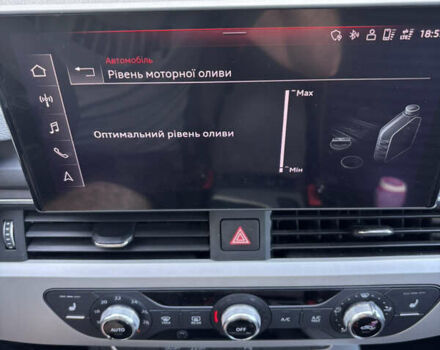 18:5
Автомобіль
Рівень моторної оливи
Max
Оптимальний рівень оливи
Мін
AUTO
OFF
A/C